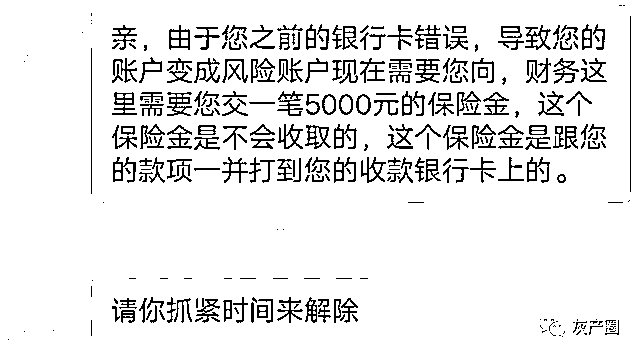 亲，由于您之前的银行卡错误，导致您的
账户变成风险账户现在需要您向，财务这
里需要您交一笔5000元的保险金，这个
保险金是不会收取的，这个保险金是跟您
的款项一并打到您的收款银行卡上的。
请你抓紧时间来解除
灰产圈